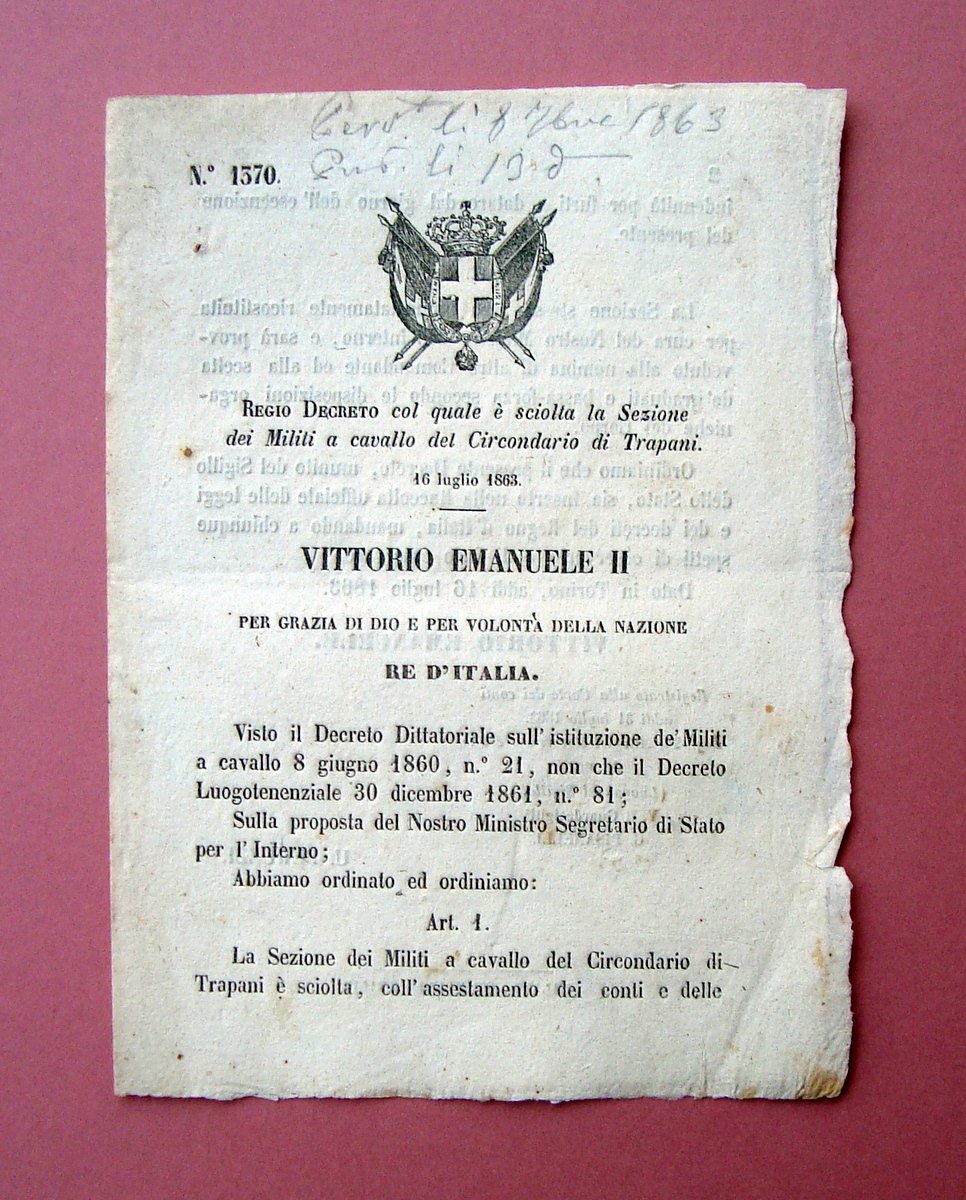 li 8 7bre 1863
li 13 d
N.º 1370.
REGIO DECRETO col quale è sciolta la Sezione
dei Militi a cavallo del Circondario di Trapani.
16 luglio 1863.
VITTORIO EMANUELE II
PER GRAZIA DI DIO E PER VOLONTÀ DELLA NAZIONE
RE D'ITALIA.
Visto il Decreto Dittatoriale sull'istituzione de' Militi
a cavallo 8 giugno 1860, n.º 21, non che il Decreto
Luogotenenziale 30 dicembre 1861, n.º 81;
Sulla proposta del Nostro Ministro Segretario di Stato
per l'Interno;
Abbiamo ordinato ed ordiniamo:
Art. 1.
La Sezione dei Militi a cavallo del Circondario di
Trapani è sciolta, coll'assestamento dei conti e delle